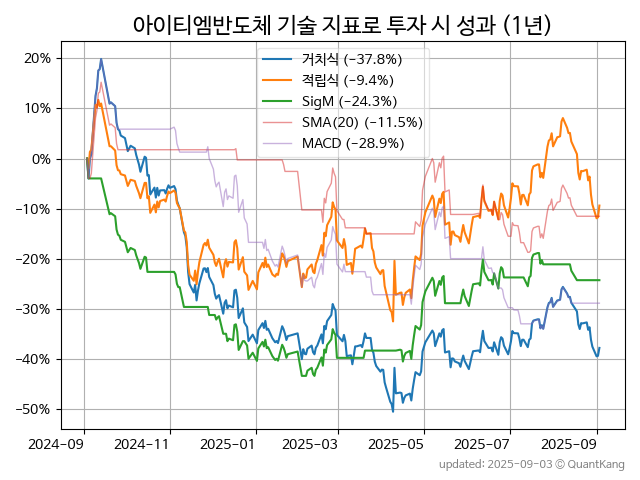 아이티엠반도체 기술 지표로 투자 시 성과 (1년)
거치식 (−37.8%)
적립식 (−9.4%)
SigM (−24.3%)
SMA(20) (−11.5%)
MACD (−28.9%)
20%
10%
0%
−10%
−20%
−30%
−40%
−50%
2024-09 2024-11 2025-01 2025-03 2025-05 2025-07 2025-09
updated: 2025-09-03 © QuantKang